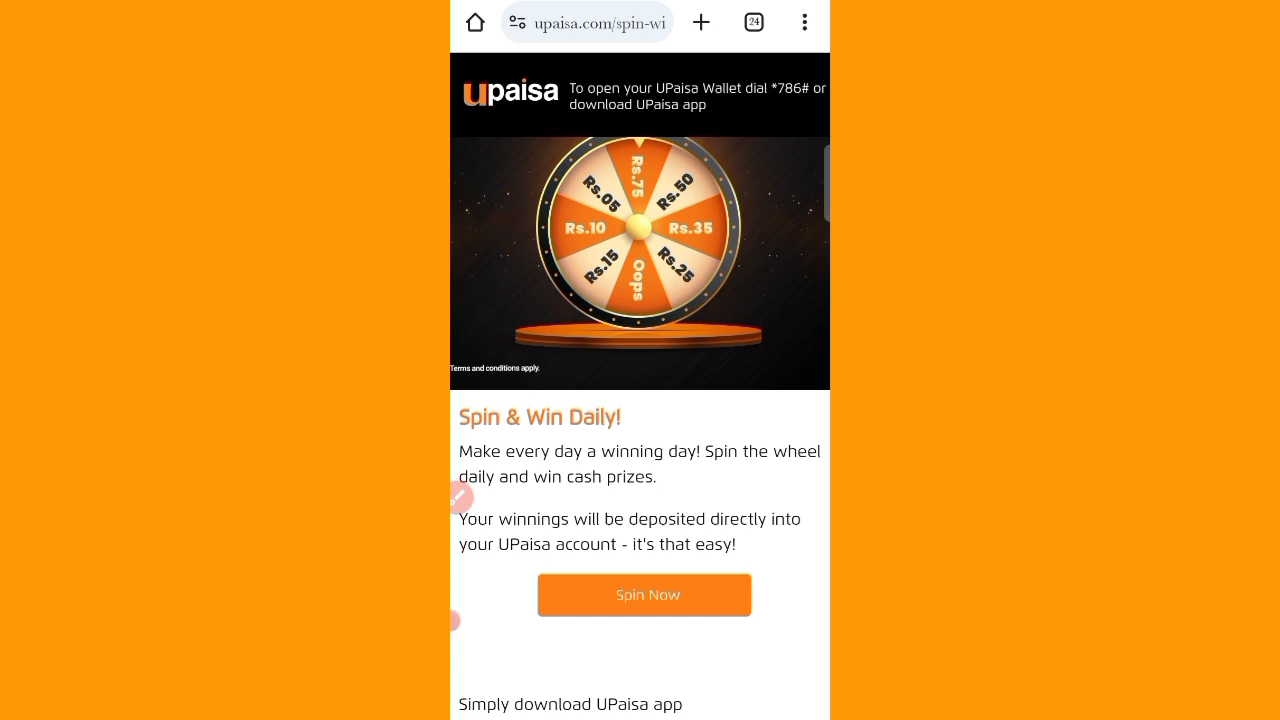 upaisa.com/spin-wi
24
upaisa
To open your UPaisa Wallet dial *786# or
download UPaisa app
Rs.75
Rs.50
Rs.35
Rs.25
Oops
Rs.15
Rs.10
Rs.05
Terms and conditions apply.
Spin & Win Daily!
Make every day a winning day! Spin the wheel
daily and win cash prizes.
Your winnings will be deposited directly into
your UPaisa account - it's that easy!
Spin Now
Simply download UPaisa app